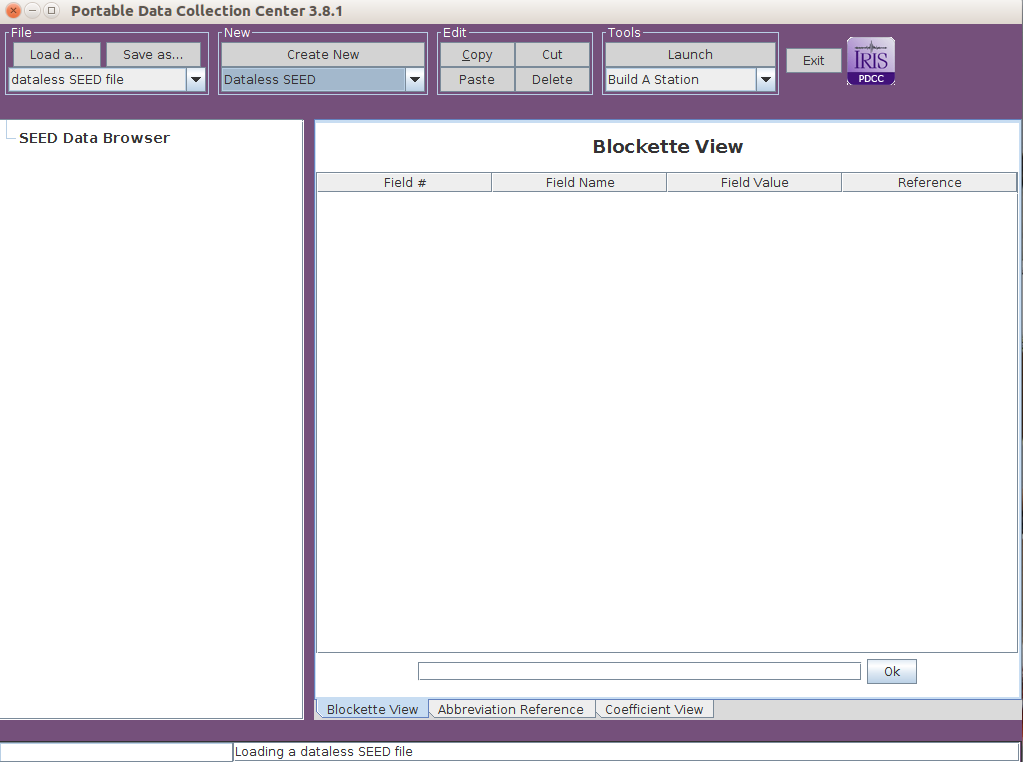 Portable Data Collection Center 3.8.1
File
New
Edit
Tools
Load a...
Save as...
Create New
Copy
Cut
Launch
Exit
IRIS
PDCC
dataless SEED file
Dataless SEED
Paste
Delete
Build A Station
SEED Data Browser
Blockette View
Field #
Field Name
Field Value
Reference
Ok
Blockette View
Abbreviation Reference
Coefficient View
Loading a dataless SEED file